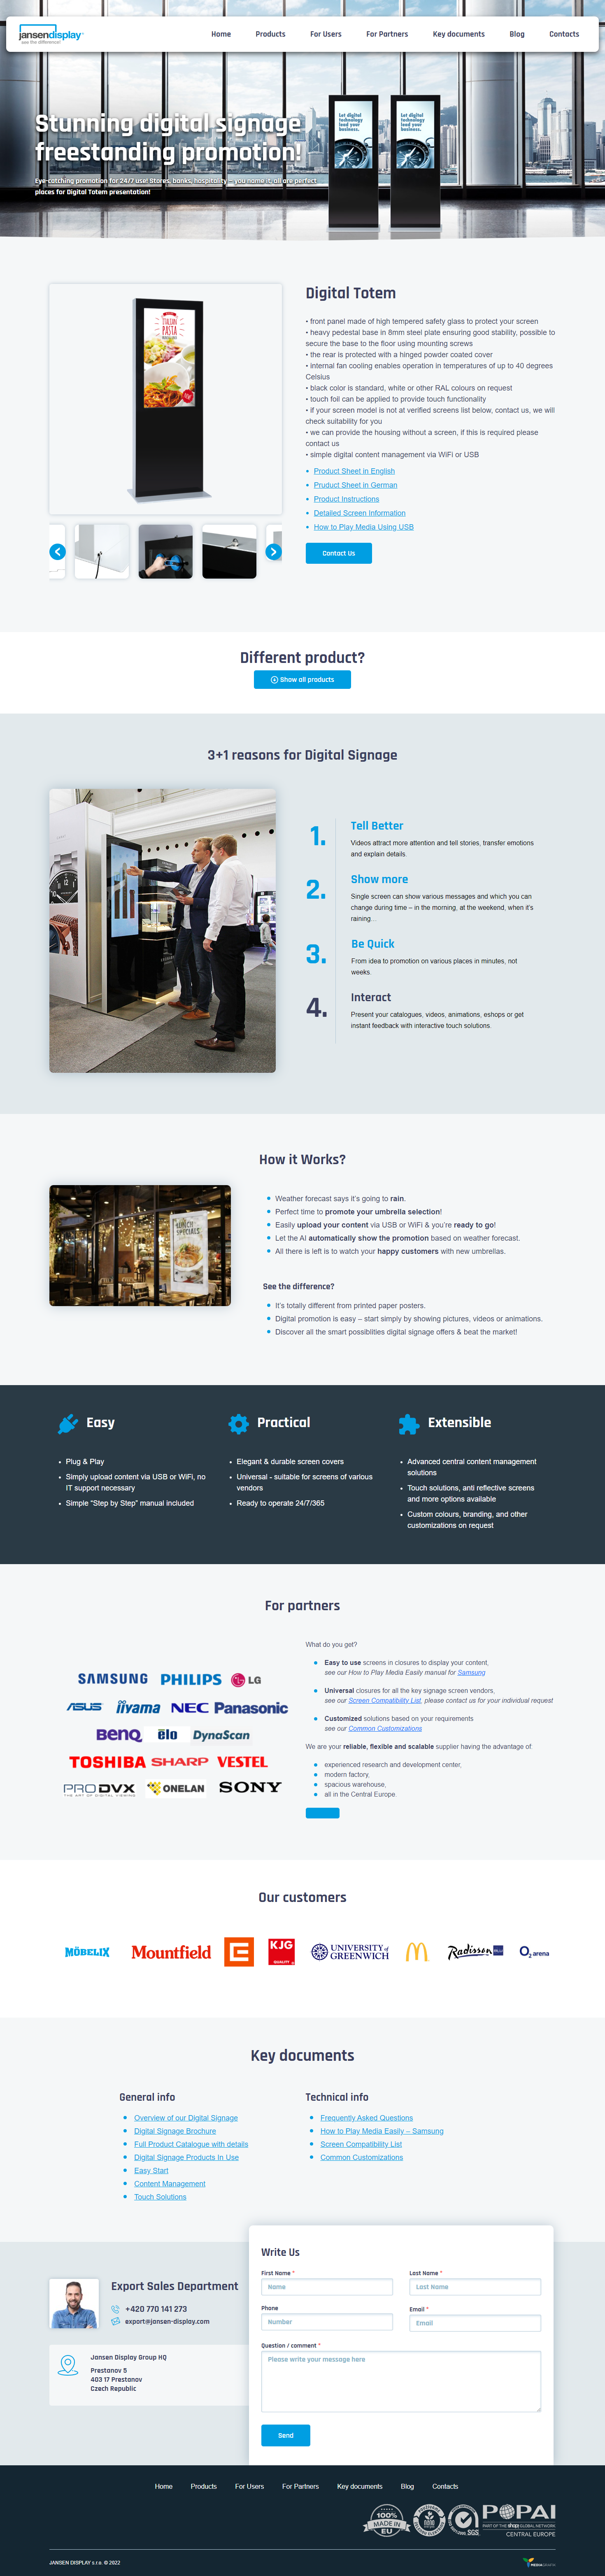 jansendisplay
see the difference!
Home Products For Users For Partners Key documents Blog Contacts
Stunning digital signage
freestanding promotion!
Eye-catching promotion for 24/7 use! Stores, banks, hospitality – you name it, all are perfect
places for Digital Totem presentation!
Let digital
technology
lead your
business.
Let digital
technology
lead your
business.
ITALIAN
PASTA
Digital Totem
• front panel made of high tempered safety glass to protect your screen
• heavy pedestal base in 8mm steel plate ensuring good stability, possible to
secure the base to the floor using mounting screws
• the rear is protected with a hinged powder coated cover
• internal fan cooling enables operation in temperatures of up to 40 degrees
Celsius
• black color is standard, white or other RAL colours on request
• touch foil can be applied to provide touch functionality
• if your screen model is not at verified screens list below, contact us, we will
check suitability for you
• we can provide the housing without a screen, if this is required please
contact us
• simple digital content management via WiFi or USB
• Product Sheet in English
• Pruduct Sheet in German
• Product Instructions
• Detailed Screen Information
• How to Play Media Using USB
Contact Us
Different product?
Show all products
3+1 reasons for Digital Signage
1.
Tell Better
Videos attract more attention and tell stories, transfer emotions
and explain details.
2.
Show more
Single screen can show various messages and which you can
change during time – in the morning, at the weekend, when it's
raining…
3.
Be Quick
From idea to promotion on various places in minutes, not
weeks.
4.
Interact
Present your catalogues, videos, animations, eshops or get
instant feedback with interactive touch solutions.
How it Works?
LUNCH
SPECIALS
• Weather forecast says it's going to rain.
• Perfect time to promote your umbrella selection!
• Easily upload your content via USB or WiFi & you're ready to go!
• Let the AI automatically show the promotion based on weather forecast.
• All there is left is to watch your happy customers with new umbrellas.
See the difference?
• It's totally different from printed paper posters.
• Digital promotion is easy – start simply by showing pictures, videos or animations.
• Discover all the smart possibilities digital signage offers & beat the market!
Easy
• Plug & Play
• Simply upload content via USB or WiFi, no
IT support necessary
• Simple "Step by Step" manual included
Practical
• Elegant & durable screen covers
• Universal - suitable for screens of various
vendors
• Ready to operate 24/7/365
Extensible
• Advanced central content management
solutions
• Touch solutions, anti reflective screens
and more options available
• Custom colours, branding, and other
customizations on request
For partners
SAMSUNG PHILIPS LG
ASUS iiyama NEC Panasonic
BenQ elo DynaScan
TOSHIBA SHARP VESTEL
PRODVX ONELAN SONY
THE ART OF DIGITAL VIEWING
What do you get?
• Easy to use screens in closures to display your content,
see our How to Play Media Easily manual for Samsung
• Universal closures for all the key signage screen vendors,
see our Screen Compatibility List, please contact us for your individual request
• Customized solutions based on your requirements
see our Common Customizations
We are your reliable, flexible and scalable supplier having the advantage of:
• experienced research and development center,
• modern factory,
• spacious warehouse,
• all in the Central Europe.
Our customers
MÖBELIX Mountfield KJG QUALITY UNIVERSITY of GREENWICH Radisson BLU O2 arena
Key documents
General info
• Overview of our Digital Signage
• Digital Signage Brochure
• Full Product Catalogue with details
• Digital Signage Products In Use
• Easy Start
• Content Management
• Touch Solutions
Technical info
• Frequently Asked Questions
• How to Play Media Easily – Samsung
• Screen Compatibility List
• Common Customizations
Export Sales Department
+420 770 141 273
export@jansen-display.com
Jansen Display Group HQ
Prestanov 5
403 17 Prestanov
Czech Republic
Write Us
First Name * Last Name *
Name Last Name
Phone Email *
Number Email
Question / comment *
Please write your message here
Send
Home Products For Users For Partners Key documents Blog Contacts
100%
MADE IN
EU
SGS
POPAI
PART OF THE shop! GLOBAL NETWORK
CENTRAL EUROPE
JANSEN DISPLAY s.r.o. © 2022
MEDIAGRAFIX